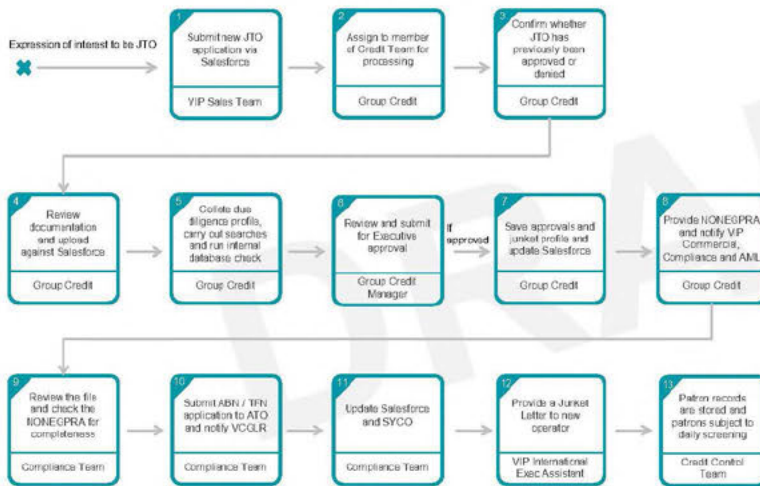 Expression of interest to be JTO
1
Submit new JTO
application via
Salesforce
VIP Sales Team
2
Assign to member
of Credit Team for
processing
Group Credit
3
Confirm whether
JTO has
previously been
approved or
denied
Group Credit
4
Review
documentation
and upload
against Salesforce
Group Credit
5
Collate due
diligence profile,
carry out searches
and run internal
database check
Group Credit
6
Review and submit
for Executive
approval
Group Credit
Manager
If
approved
7
Save approvals and
junket profile and
update Salesforce
Group Credit
8
Provide NONEGPRA
and notify VIP
Commercial,
Compliance and AML
Group Credit
9
Review the file
and check the
NONEGPRA for
completeness
Compliance Team
10
Submit ABN / TFN
application to ATO
and notify VCGLR
Compliance Team
11
Update Salesforce
and SYCO
Compliance Team
12
Provide a Junket
Letter to new
operator
VIP International
Exec Assistant
13
Patron records
are stored and
patrons subject to
daily screening
Credit Control
Team
DRA